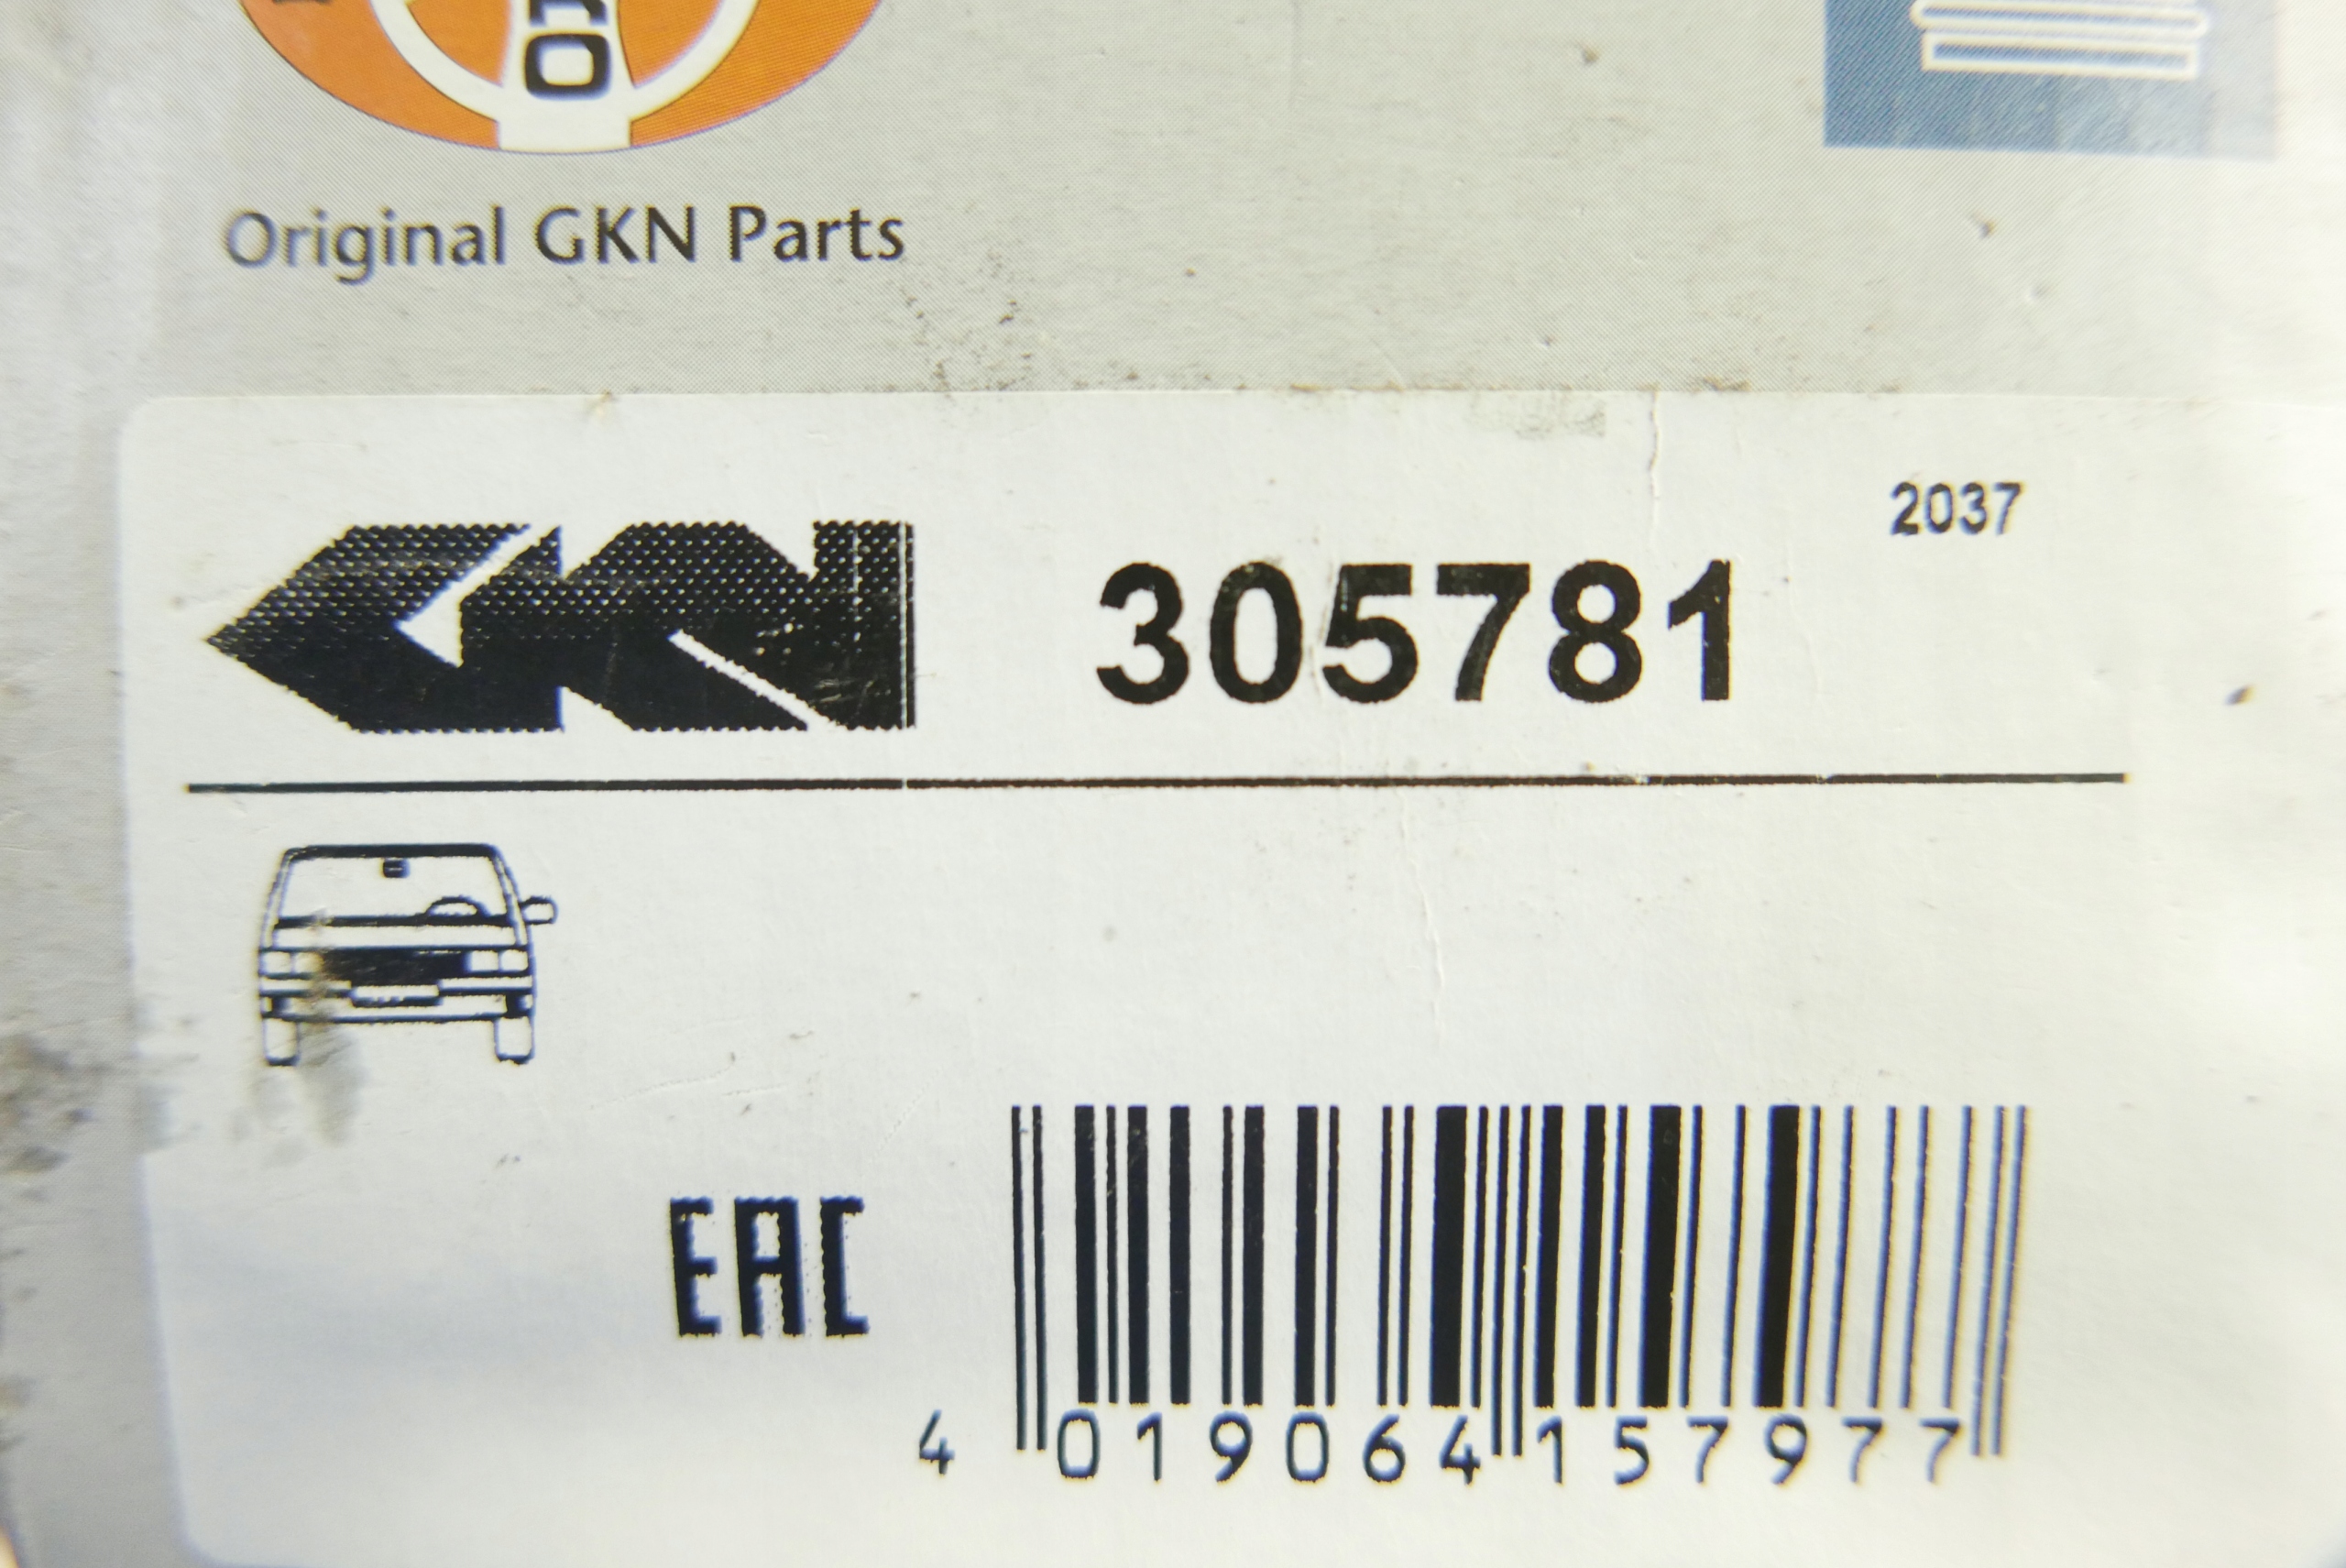 Original GKN Parts
2037
GKN
305781
EAC
4 019064 157977